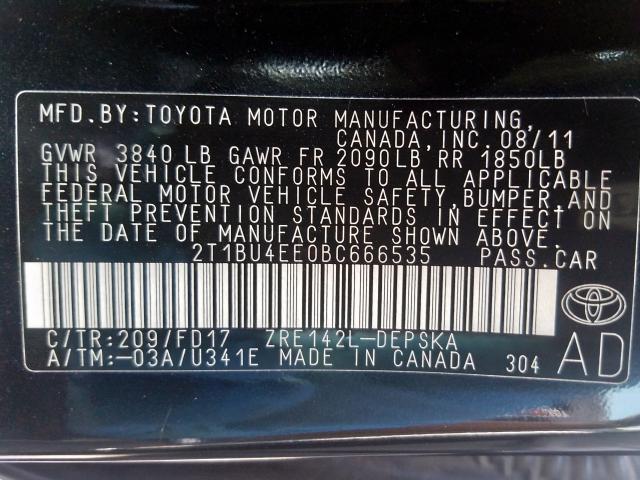 MFD.BY:TOYOTA MOTOR MANUFACTURING,
CANADA, INC. 08/11
GVWR 3840 LB GAWR FR 2090LB, RR 1850LB
THIS VEHICLE CONFORMS TO ALL APPLICABLE
FEDERAL MOTOR VEHICLE SAFETY,BUMPER,AND
THEFT PREVENTION STANDARDS IN EFFECT ON
THE DATE OF MANUFACTURE SHOWN ABOVE.
2T1BU4EE0BC666535 PASS.CAR
C/TR:209/FD17 ZRE142L-DEPSKA
A/TM:-03A/U341E MADE IN CANADA 304
AD